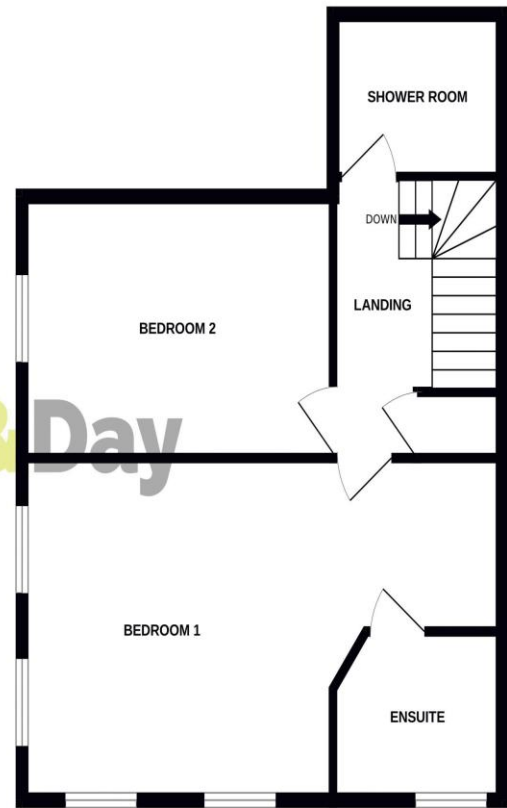 SHOWER ROOM
DOWN
LANDING
BEDROOM 2
&Day
BEDROOM 1
ENSUITE